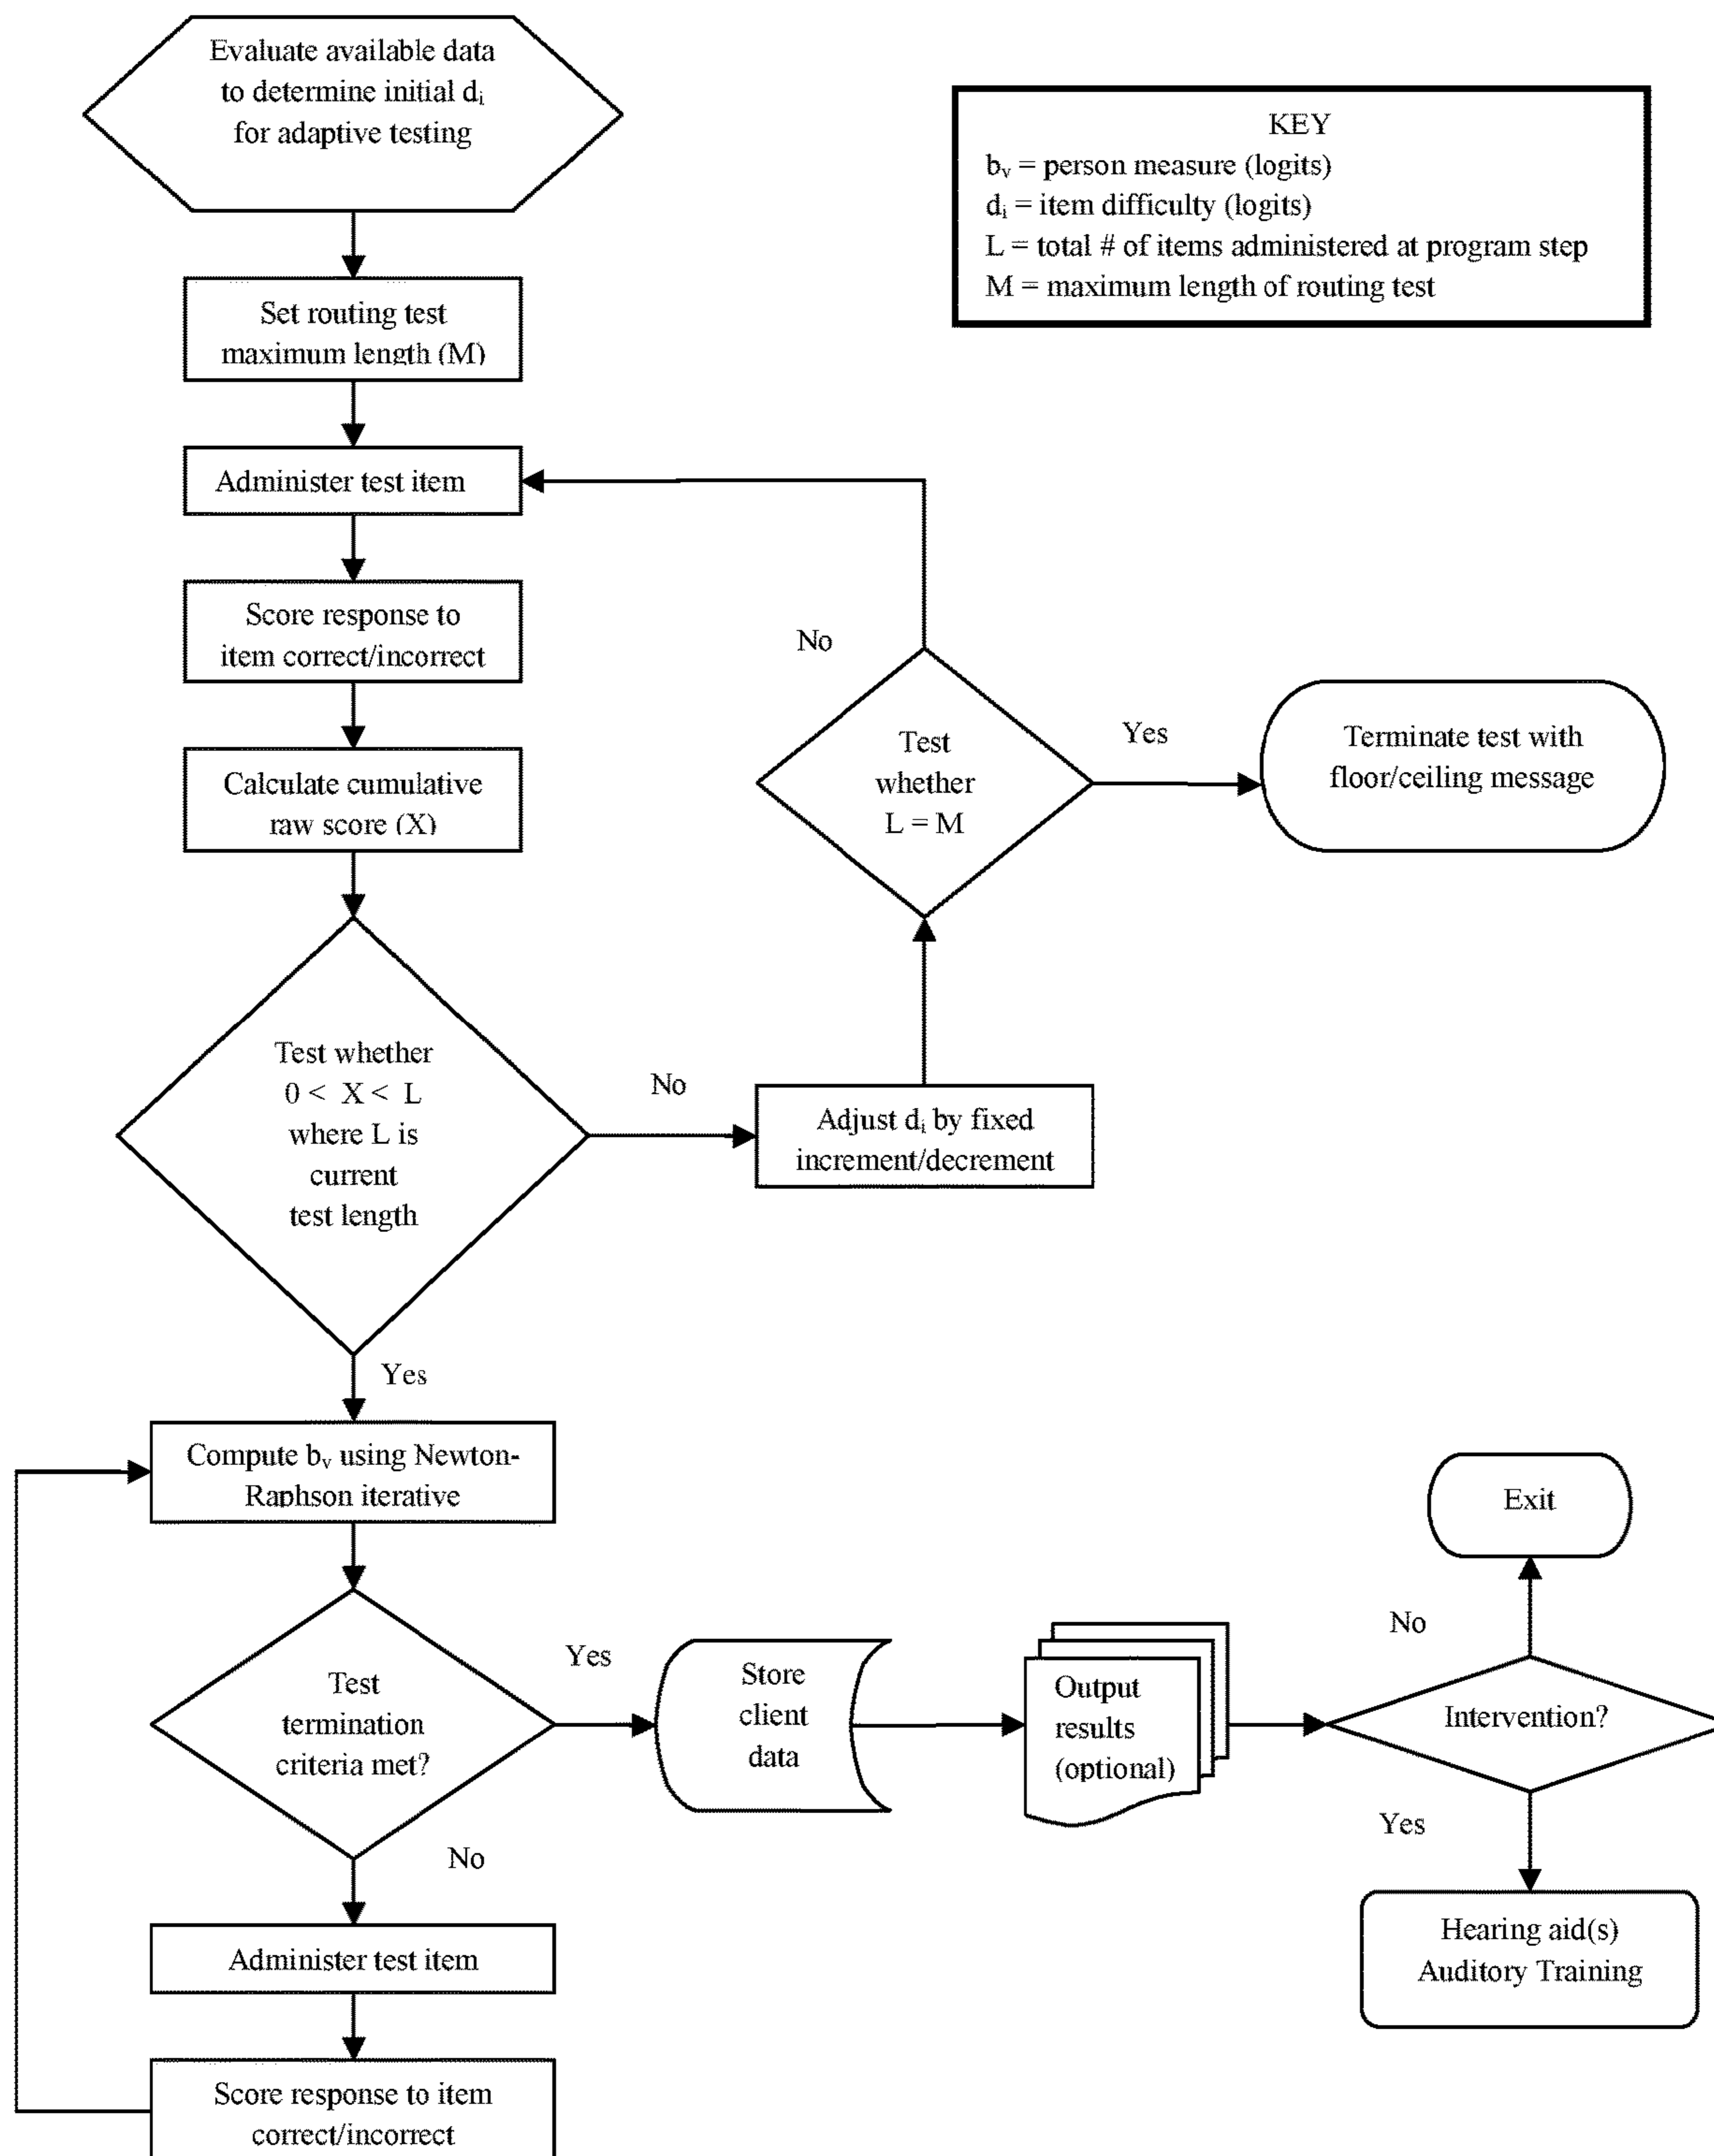 Evaluate available data
to determine initial dᵢ
for adaptive testing
KEY
bᵥ = person measure (logits)
dᵢ = item difficulty (logits)
L = total # of items administered at program step
M = maximum length of routing test
Set routing test
maximum length (M)
Administer test item
Score response to
item correct/incorrect
Calculate cumulative
raw score (X)
No
Test
whether
L = M
Yes
Terminate test with
floor/ceiling message
Test whether
0 < X < L
where L is
current
test length
No
Adjust dᵢ by fixed
increment/decrement
Yes
Compute bᵥ using Newton-
Raphson iterative
Test
termination
criteria met?
Yes
Store
client
data
Output
results
(optional)
Intervention?
No
Exit
Yes
Hearing aid(s)
Auditory Training
No
Administer test item
Score response to item
correct/incorrect